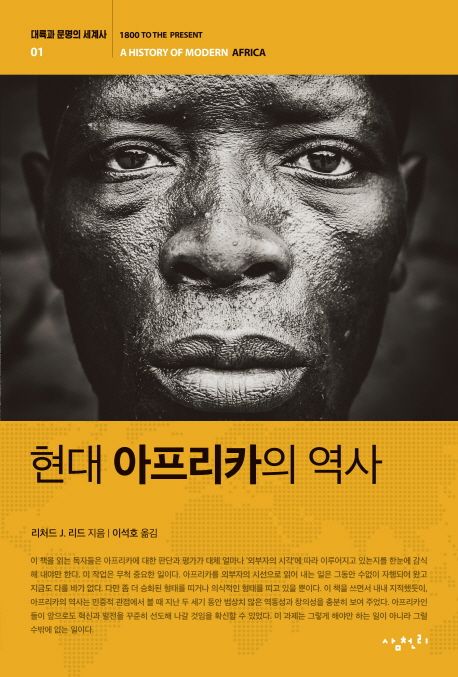 대륙과 문명의 세계사
01
1800 TO THE PRESENT
A HISTORY OF MODERN AFRICA
현대 아프리카의 역사
리처드 J. 리드 지음 | 이석호 옮김
이 책을 읽는 독자들은 아프리카에 대한 판단과 평가가 대체 얼마나 '외부자의 시각'에 따라 이루어지고 있는지를 한눈에 감식
해 내야만 한다. 이 작업은 무척 중요한 일이다. 아프리카를 외부자의 시선으로 읽어 내는 일은 그동안 수없이 자행되어 왔고
지금도 다를 바가 없다. 다만 좀 더 순화된 형태를 띠거나 의식적인 형태를 띠고 있을 뿐이다. 이 책을 쓰면서 내내 지적했듯이,
아프리카의 역사는 민중적 관점에서 볼 때 지난 두 세기 동안 범상치 않은 역동성과 창의성을 충분히 보여 주었다. 아프리카인
들이 앞으로도 혁신과 발전을 꾸준히 선도해 나갈 것임을 확신할 수 있었다. 이 과제는 그렇게 해야만 하는 일이 아니라 그럴
수밖에 없는 일이다.
삼천리